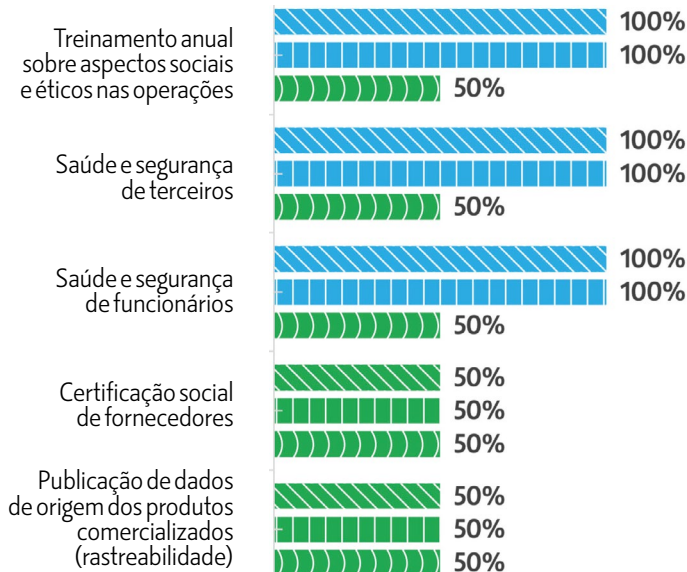 Treinamento anual
sobre aspectos sociais
e éticos nas operações
100%
100%
50%
Saúde e segurança
de terceiros
100%
100%
50%
Saúde e segurança
de funcionários
100%
100%
50%
Certificação social
de fornecedores
50%
50%
50%
Publicação de dados
de origem dos produtos
comercializados
(rastreabilidade)
50%
50%
50%